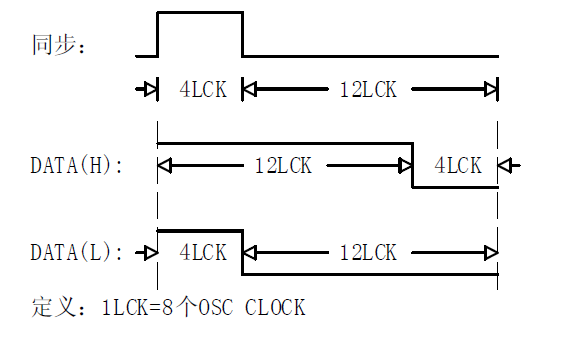 同步:
4LCK 12LCK
DATA(H): 12LCK 4LCK
DATA(L): 4LCK 12LCK
定义: 1LCK=8个OSC CLOCK